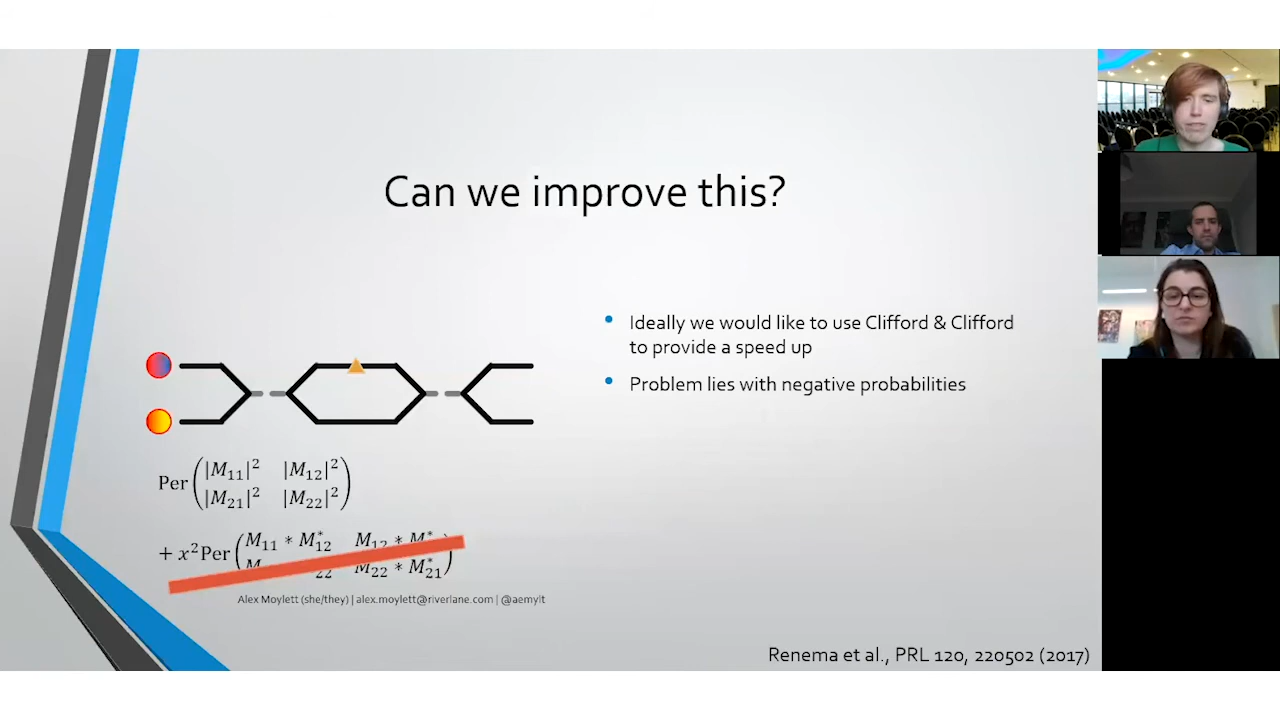 Can we improve this?
Ideally we would like to use Clifford & Clifford
to provide a speed up
Problem lies with negative probabilities
Per(|M₁₁|² |M₁₂|²
|M₂₁|² |M₂₂|²)
+ x²Per(M₁₁ * M₁₂* M₁₂ * M*
₂₂ M₂₂ * M₂₁*)
Alex Moylett (she/they) | alex.moylett@riverlane.com | @aemylt
Renema et al., PRL 120, 220502 (2017)